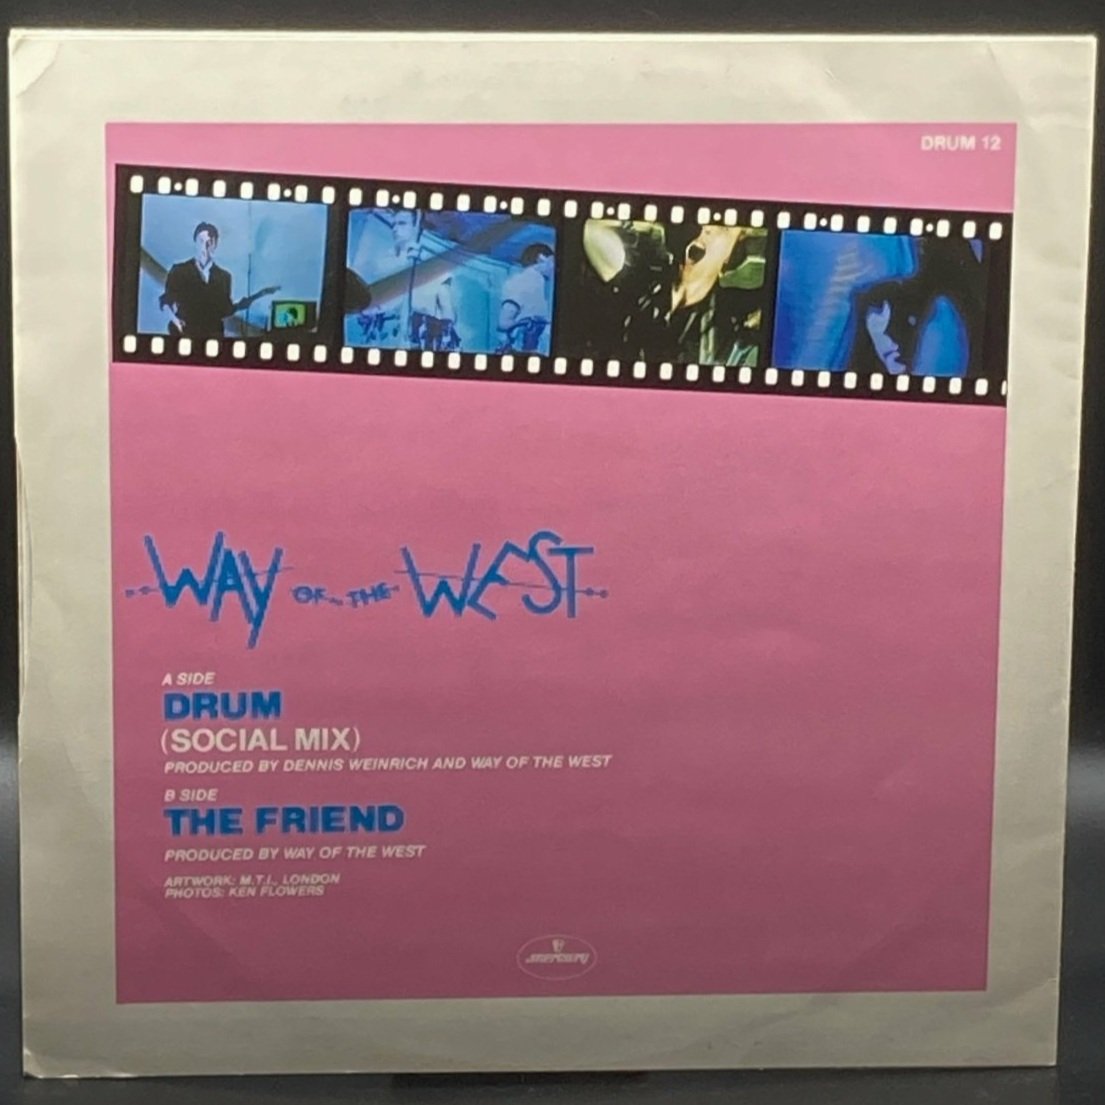 DRUM 12
WAY OF THE WEST
A SIDE
DRUM
(SOCIAL MIX)
PRODUCED BY DENNIS WEINRICH AND WAY OF THE WEST
B SIDE
THE FRIEND
PRODUCED BY WAY OF THE WEST
ARTWORK: M.T.I., LONDON
PHOTOS: KEN FLOWERS
mercury